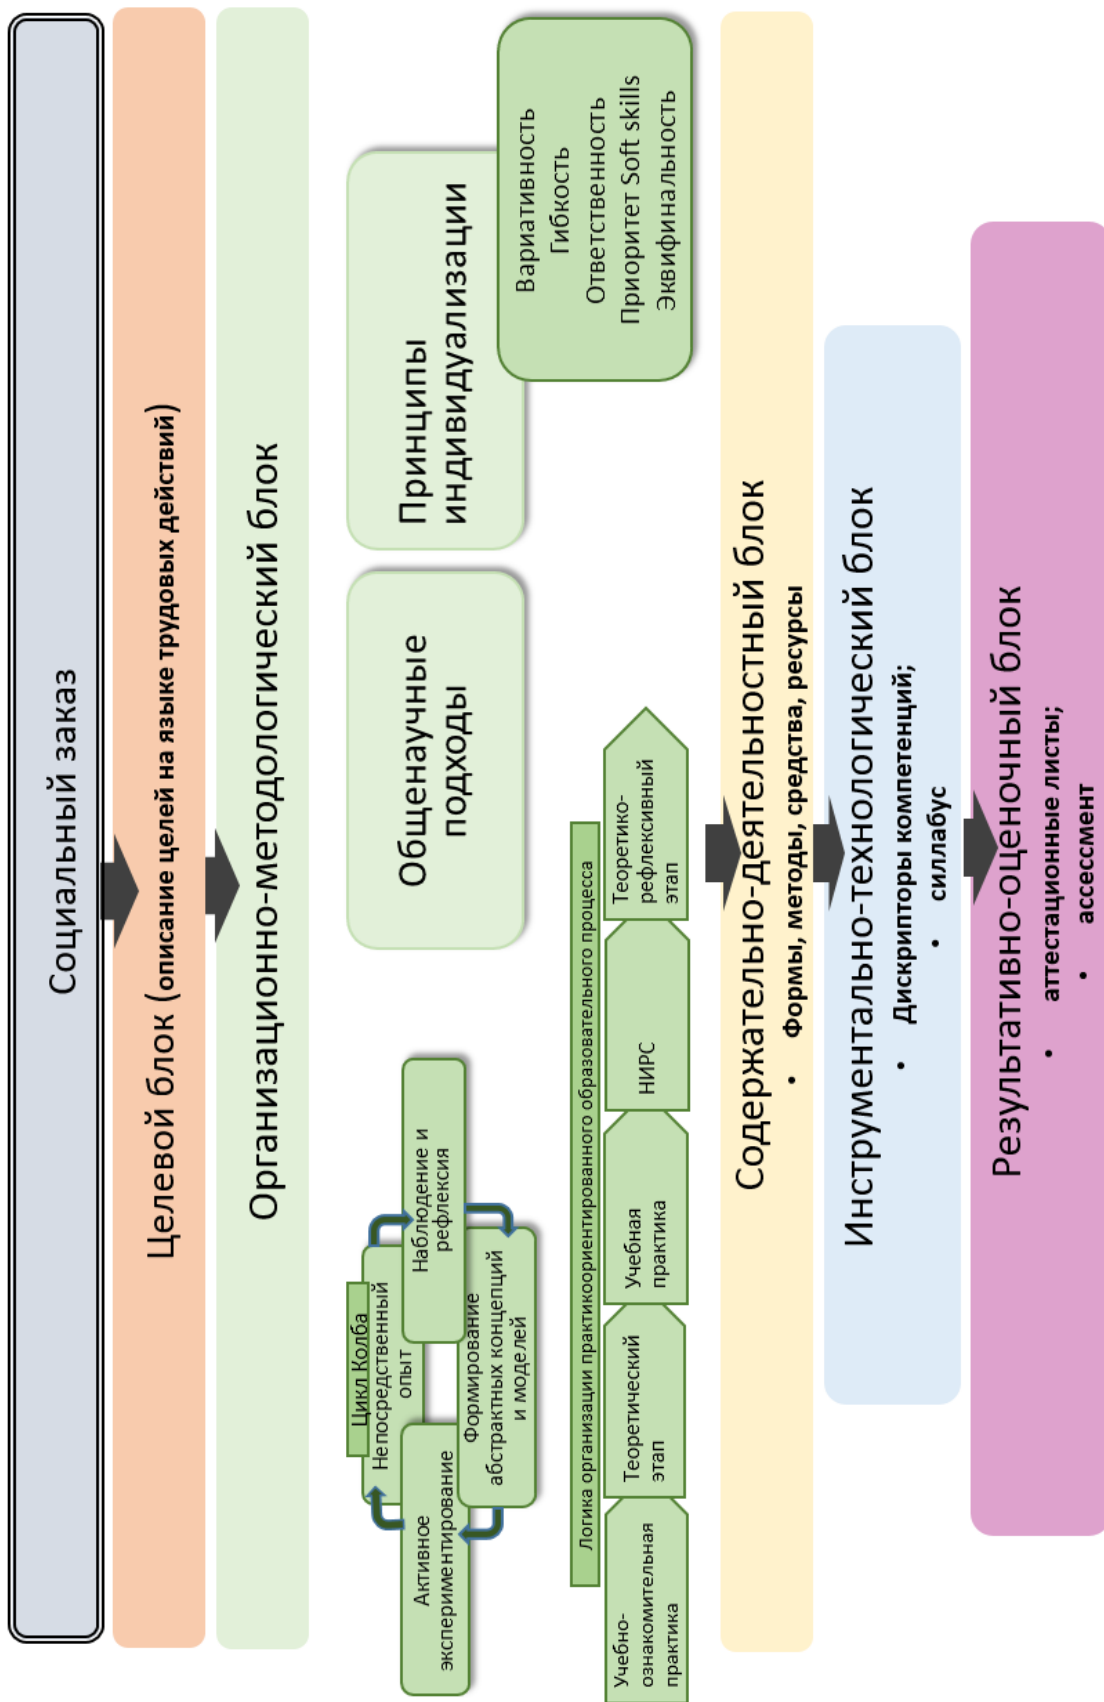 Социальный заказ
Целевой блок (описание целей на языке трудовых действий)
Организационно-методологический блок
Цикл Колба
Непосредственный
опыт
Наблюдение и
рефлексия
Формирование
абстрактных концепций
и моделей
Активное
экспериментирование
Общенаучные
подходы
Принципы
индивидуализации
Вариативность
Гибкость
Ответственность
Приоритет Soft skills
Эквифинальность
Логика организации практикоориентированного образовательного процесса
Учебно-
ознакомительная
практика
Теоретический
этап
Учебная
практика
НИРС
Теоретико-
рефлексивный
этап
Содержательно-деятельностный блок
• Формы, методы, средства, ресурсы
Инструментально-технологический блок
• Дискрипторы компетенций;
• силлабус
Результативно-оценочный блок
• аттестационные листы;
• ассессмент